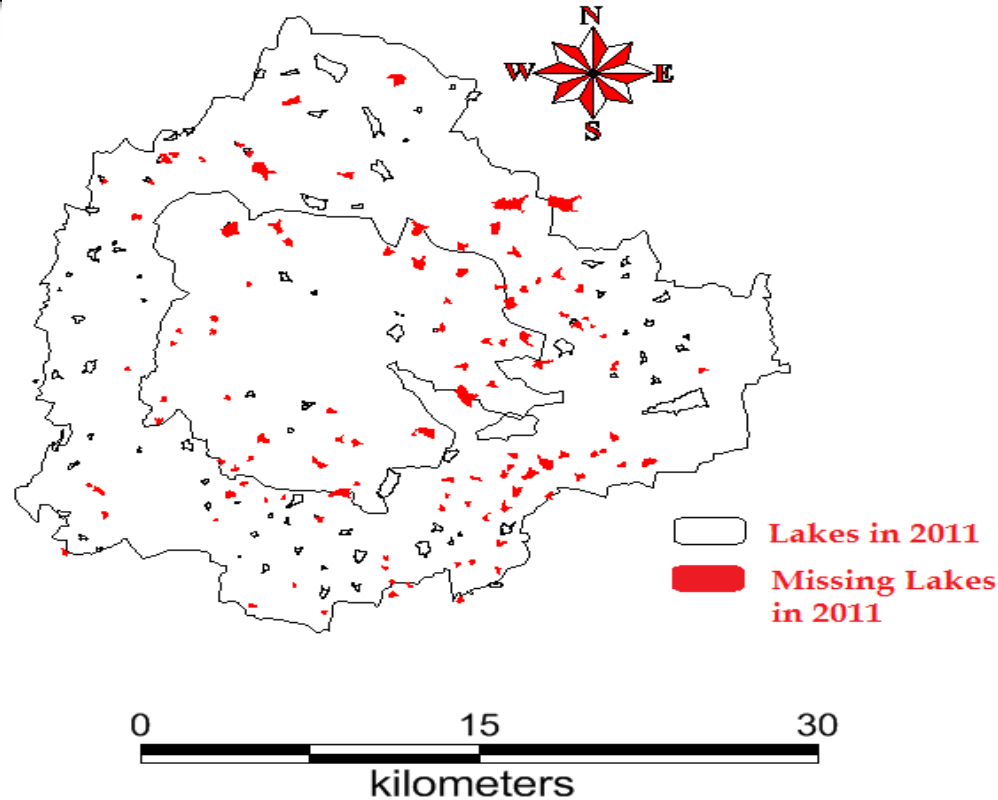 N
W E
S
Lakes in 2011
Missing Lakes
in 2011
0 15 30
kilometers